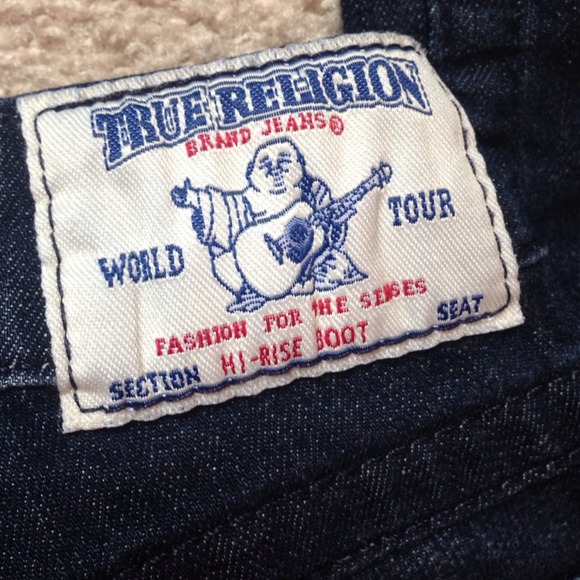 TRUE RELIGION
BRAND JEANS®
WORLD TOUR
FASHION FOR THE SENSES
SECTION HI-RISE BOOT SEAT